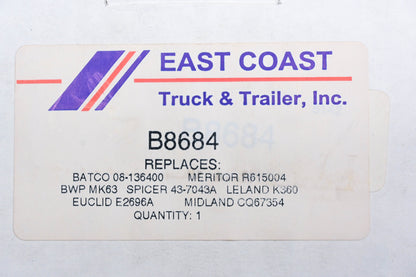 EAST COAST
Truck & Trailer, Inc.
B8684
REPLACES:
BATCO 08-136400 MERITOR R615004
BWP MK63 SPICER 43-7043A LELAND K360
EUCLID E2696A MIDLAND CQ67354
QUANTITY: 1